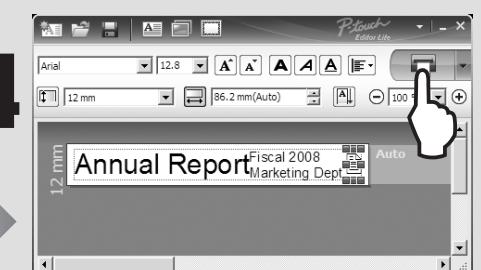 P-touch
Editor Lite
Arial 12.8 A A A A A
12 mm 86.2 mm(Auto) A 100
12 mm
Annual Report
Fiscal 2008
Marketing Dept
Auto